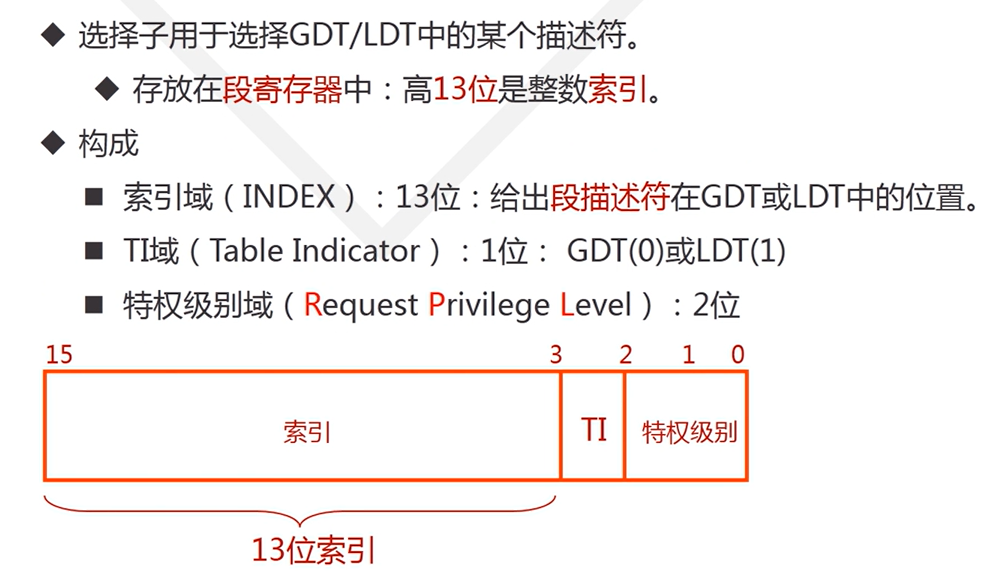 ◆ 选择子用于选择GDT/LDT中的某个描述符。
◆ 存放在段寄存器中：高13位是整数索引。
◆ 构成
■ 索引域（INDEX）：13位：给出段描述符在GDT或LDT中的位置。
■ TI域（Table Indicator）：1位： GDT(0)或LDT(1)
■ 特权级别域（Request Privilege Level）：2位
15 3 2 1 0
索引 TI 特权级别
13位索引